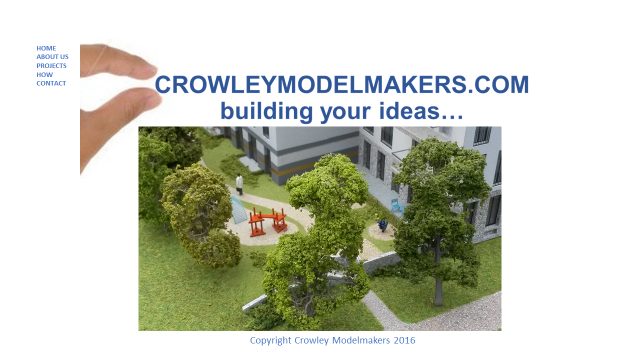 HOME
ABOUT US
PROJECTS
HOW
CONTACT
CROWLEYMODELMAKERS.COM
building your ideas...
Copyright Crowley Modelmakers 2016